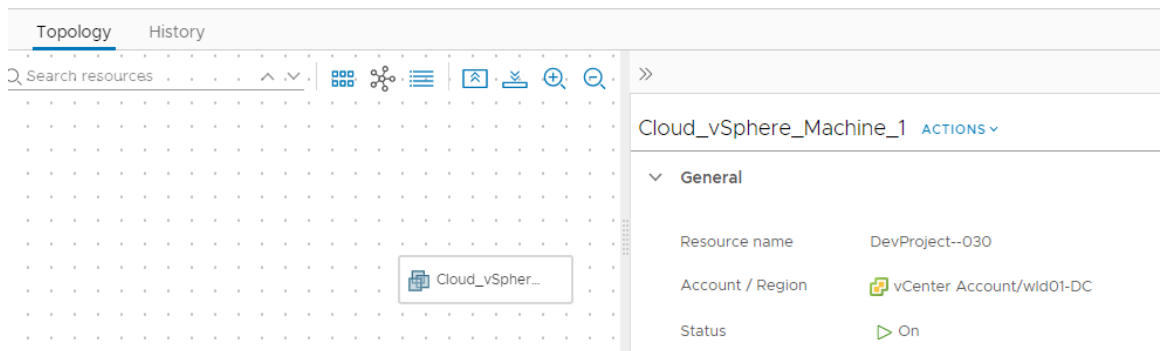 Topology History
Search resources
Cloud_vSpher...
Cloud_vSphere_Machine_1 ACTIONS
General
Resource name DevProject--030
Account / Region vCenter Account/wld01-DC
Status On